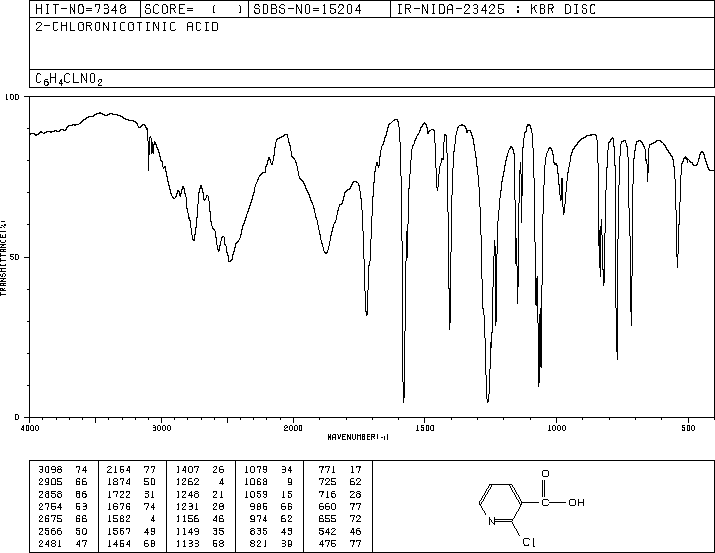 HIT-NO=7348 SCORE= ( ) SDBS-NO=15204 IR-NIDA-23425 : KBR DISC
2-CHLORONICOTINIC ACID
C6H4CLNO2
100
50
0
TRANSMITTANCE(%)
4000 3000 2000 1500 1000 500
WAVENUMBER(-1)
3098 74 2164 77 1407 26 1079 34 771 17
2905 66 1874 50 1262 4 1068 9 725 62
2858 66 1722 31 1248 21 1059 15 716 28
2754 53 1676 74 1231 28 986 66 660 77
2675 66 1582 4 1156 46 974 62 655 72
2566 50 1567 49 1149 35 835 43 542 46
2481 47 1454 68 1133 58 821 39 476 77
O
OH
N
Cl